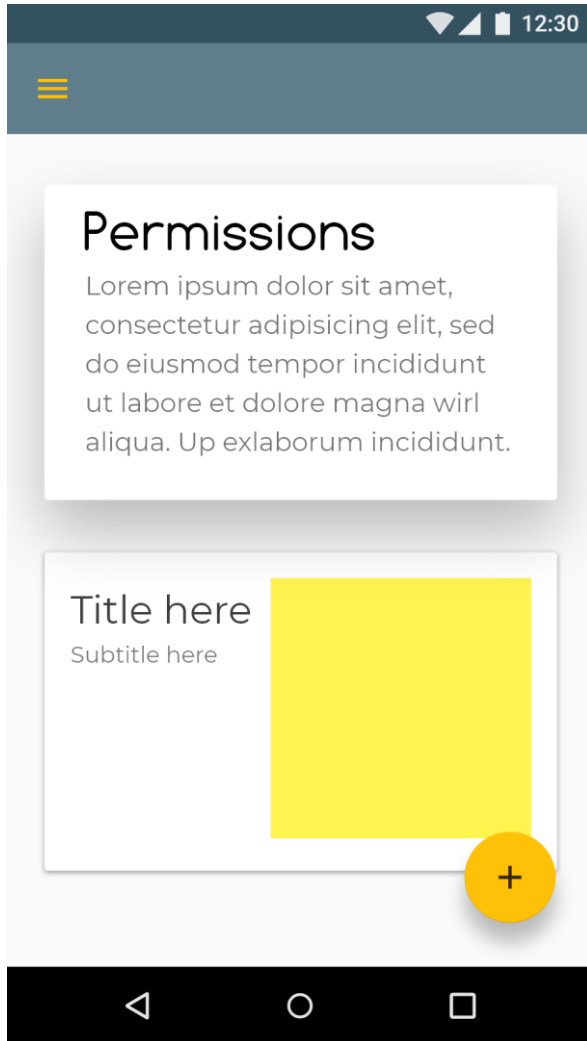 12:30
Permissions
Lorem ipsum dolor sit amet,
consectetur adipisicing elit, sed
do eiusmod tempor incididunt
ut labore et dolore magna wirl
aliqua. Up exlaborum incididunt.
Title here
Subtitle here
+